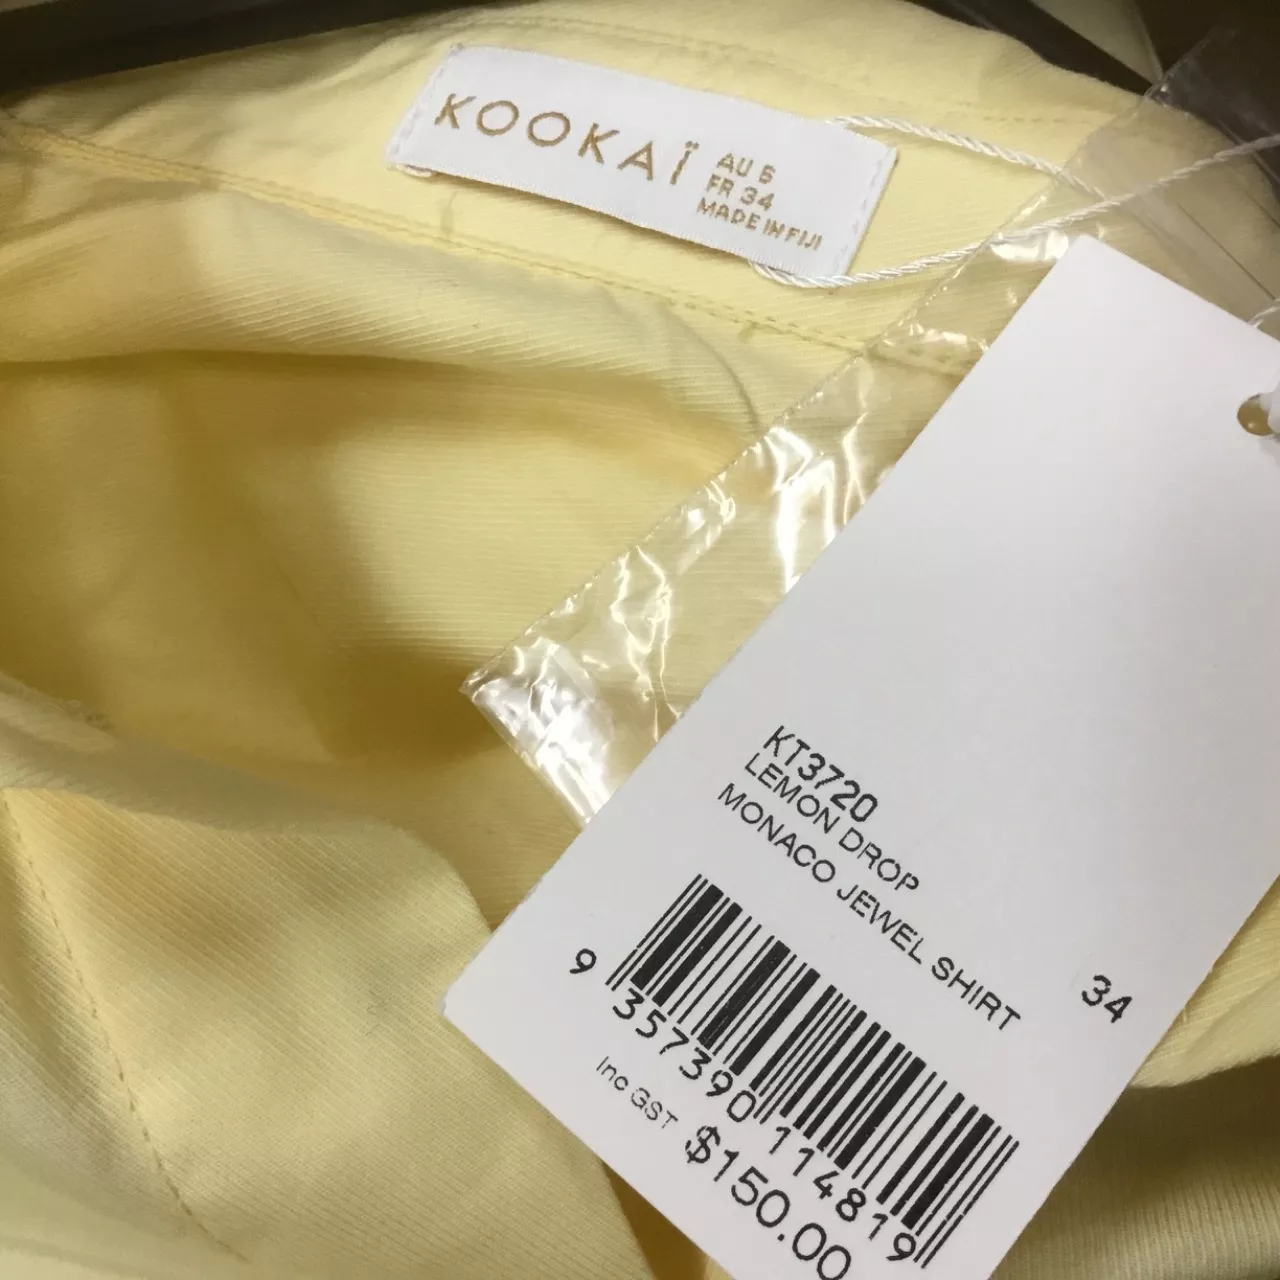 KOOKAÏ
AU 6
FR 34
MADE IN FIJI
KT3720
LEMON DROP
MONACO JEWEL SHIRT
34
9 357390 114819
Inc GST
$150.00